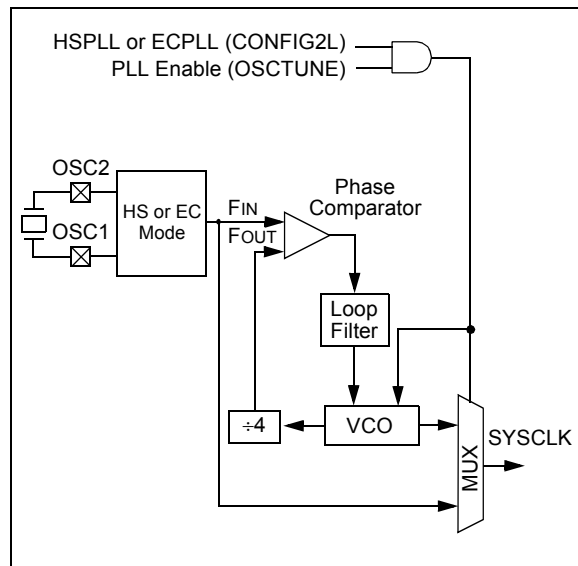 HSPLL or ECPLL (CONFIG2L)
PLL Enable (OSCTUNE)
OSC2
OSC1
HS or EC
Mode
FIN
FOUT
Phase
Comparator
Loop
Filter
÷4
VCO
MUX
SYSCLK